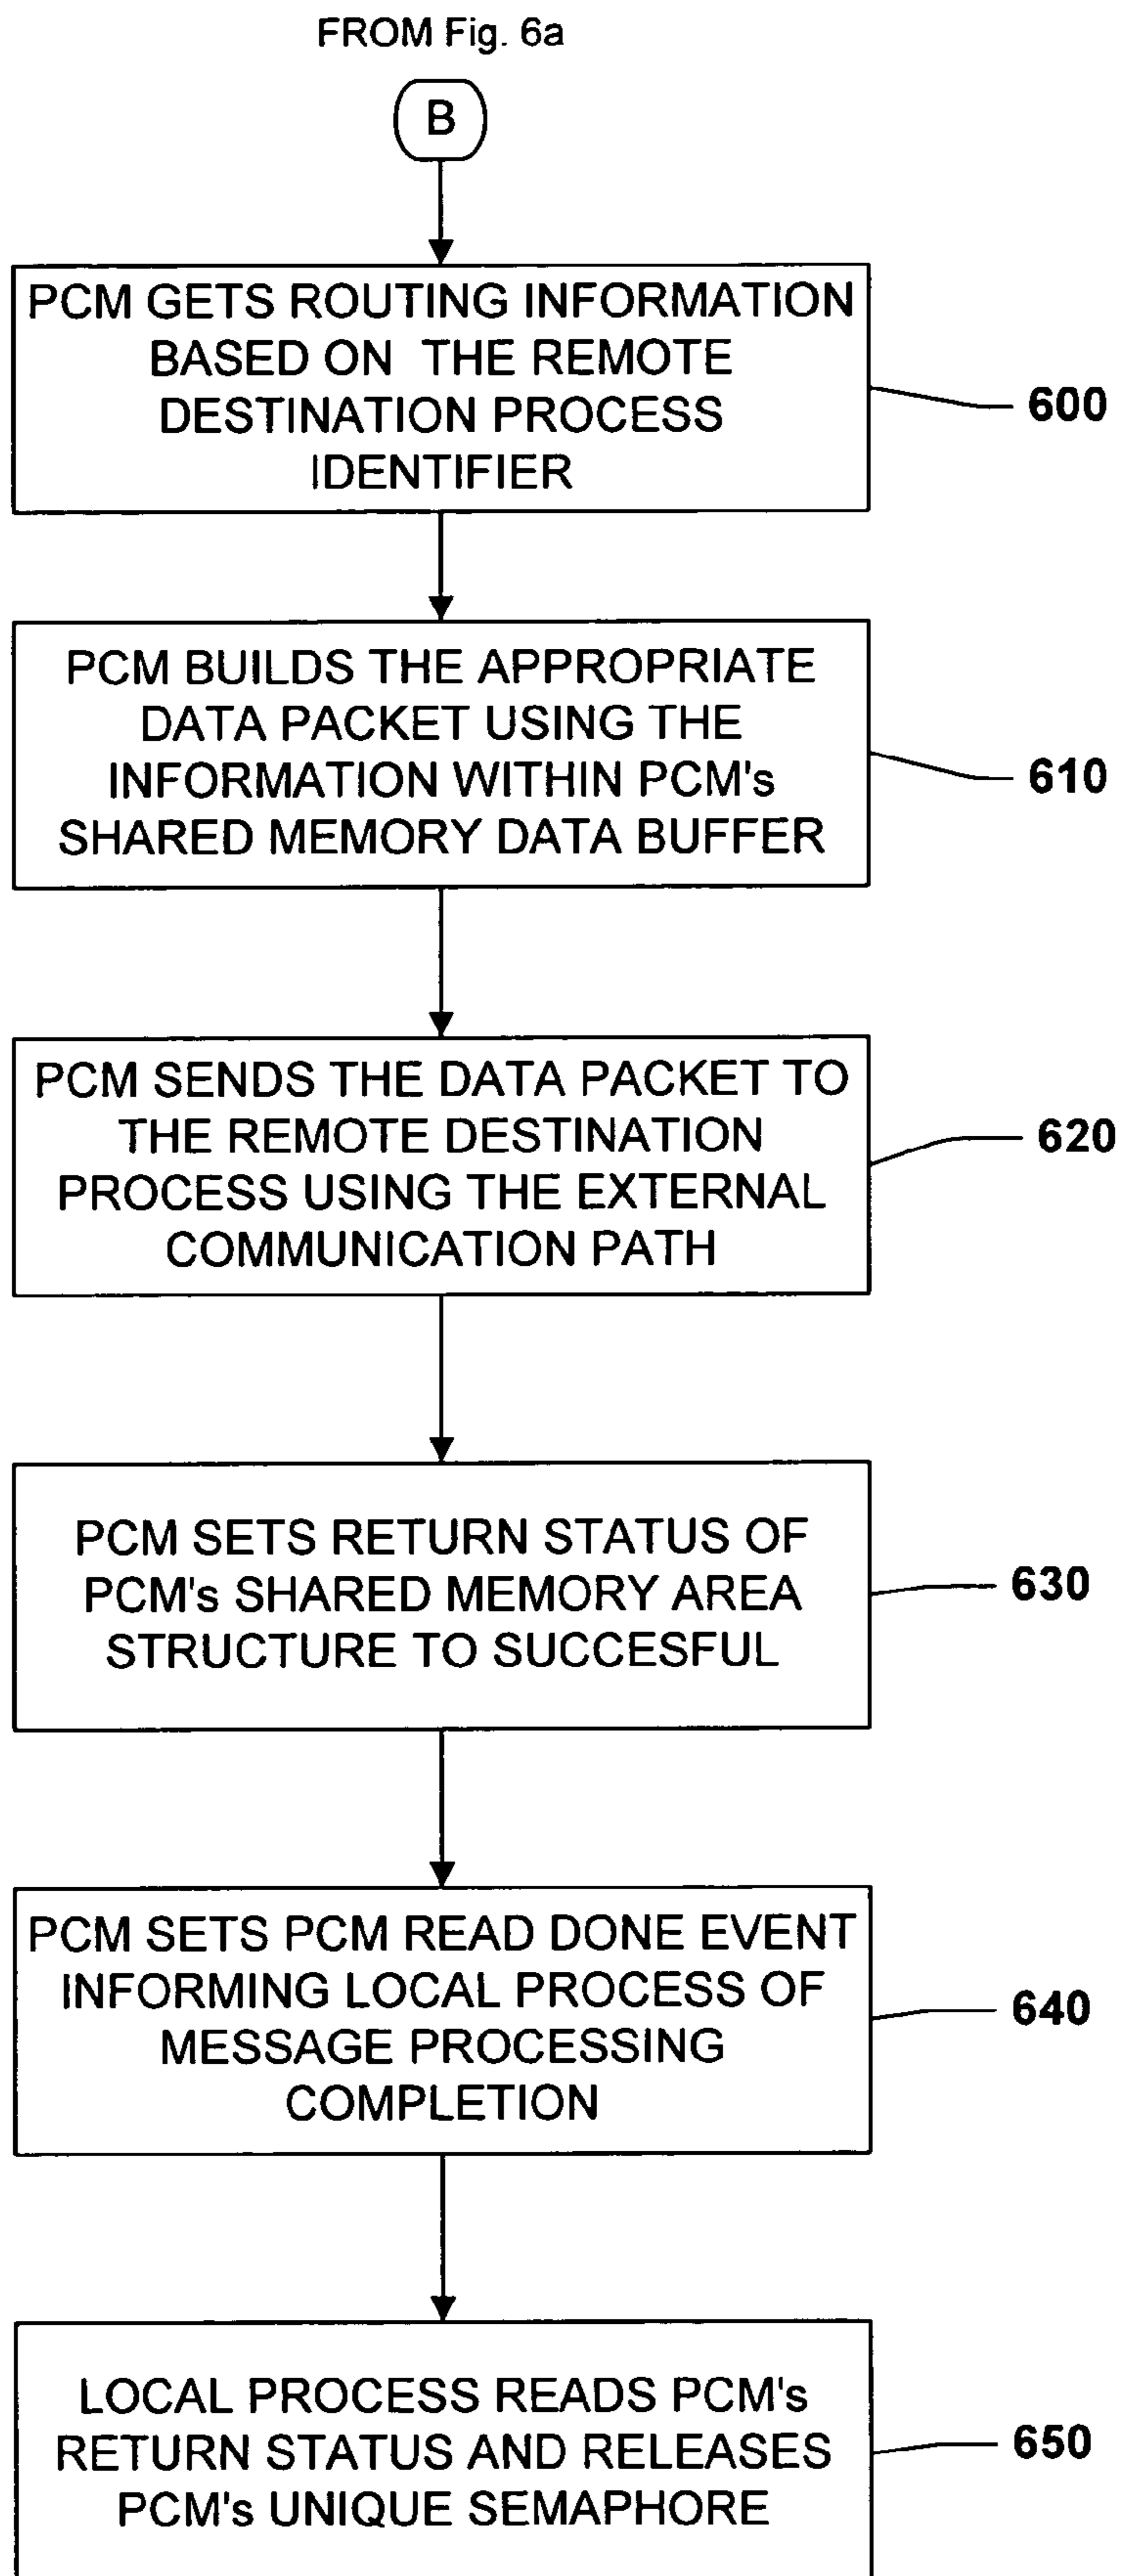 FROM Fig. 6a
B
PCM GETS ROUTING INFORMATION
BASED ON THE REMOTE
DESTINATION PROCESS
IDENTIFIER
600
PCM BUILDS THE APPROPRIATE
DATA PACKET USING THE
INFORMATION WITHIN PCM's
SHARED MEMORY DATA BUFFER
610
PCM SENDS THE DATA PACKET TO
THE REMOTE DESTINATION
PROCESS USING THE EXTERNAL
COMMUNICATION PATH
620
PCM SETS RETURN STATUS OF
PCM's SHARED MEMORY AREA
STRUCTURE TO SUCCESFUL
630
PCM SETS PCM READ DONE EVENT
INFORMING LOCAL PROCESS OF
MESSAGE PROCESSING
COMPLETION
640
LOCAL PROCESS READS PCM's
RETURN STATUS AND RELEASES
PCM's UNIQUE SEMAPHORE
650